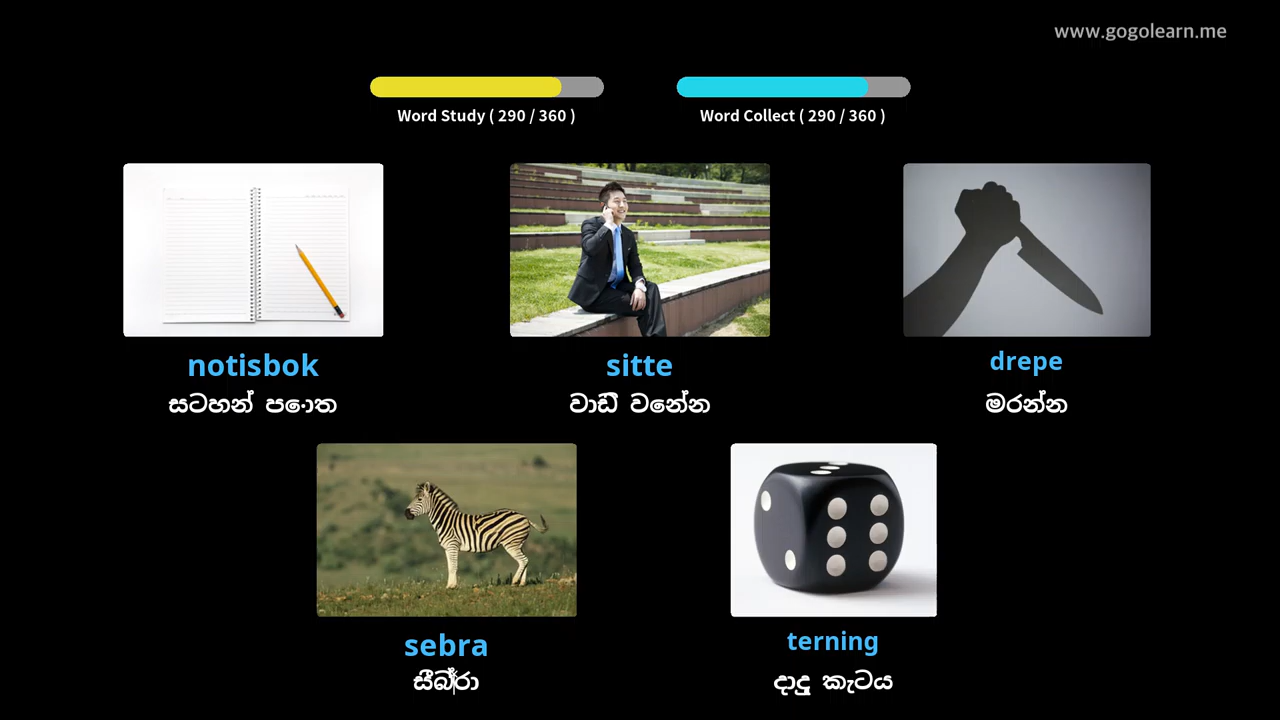 www.gogolearn.me
Word Study ( 290 / 360 )
Word Collect ( 290 / 360 )
notisbok
sitte
drepe
සටහන් පොත
වාඩි වෙන්න
මරන්න
sebra
terning
සීබ්‍රා
දාදු කැටය